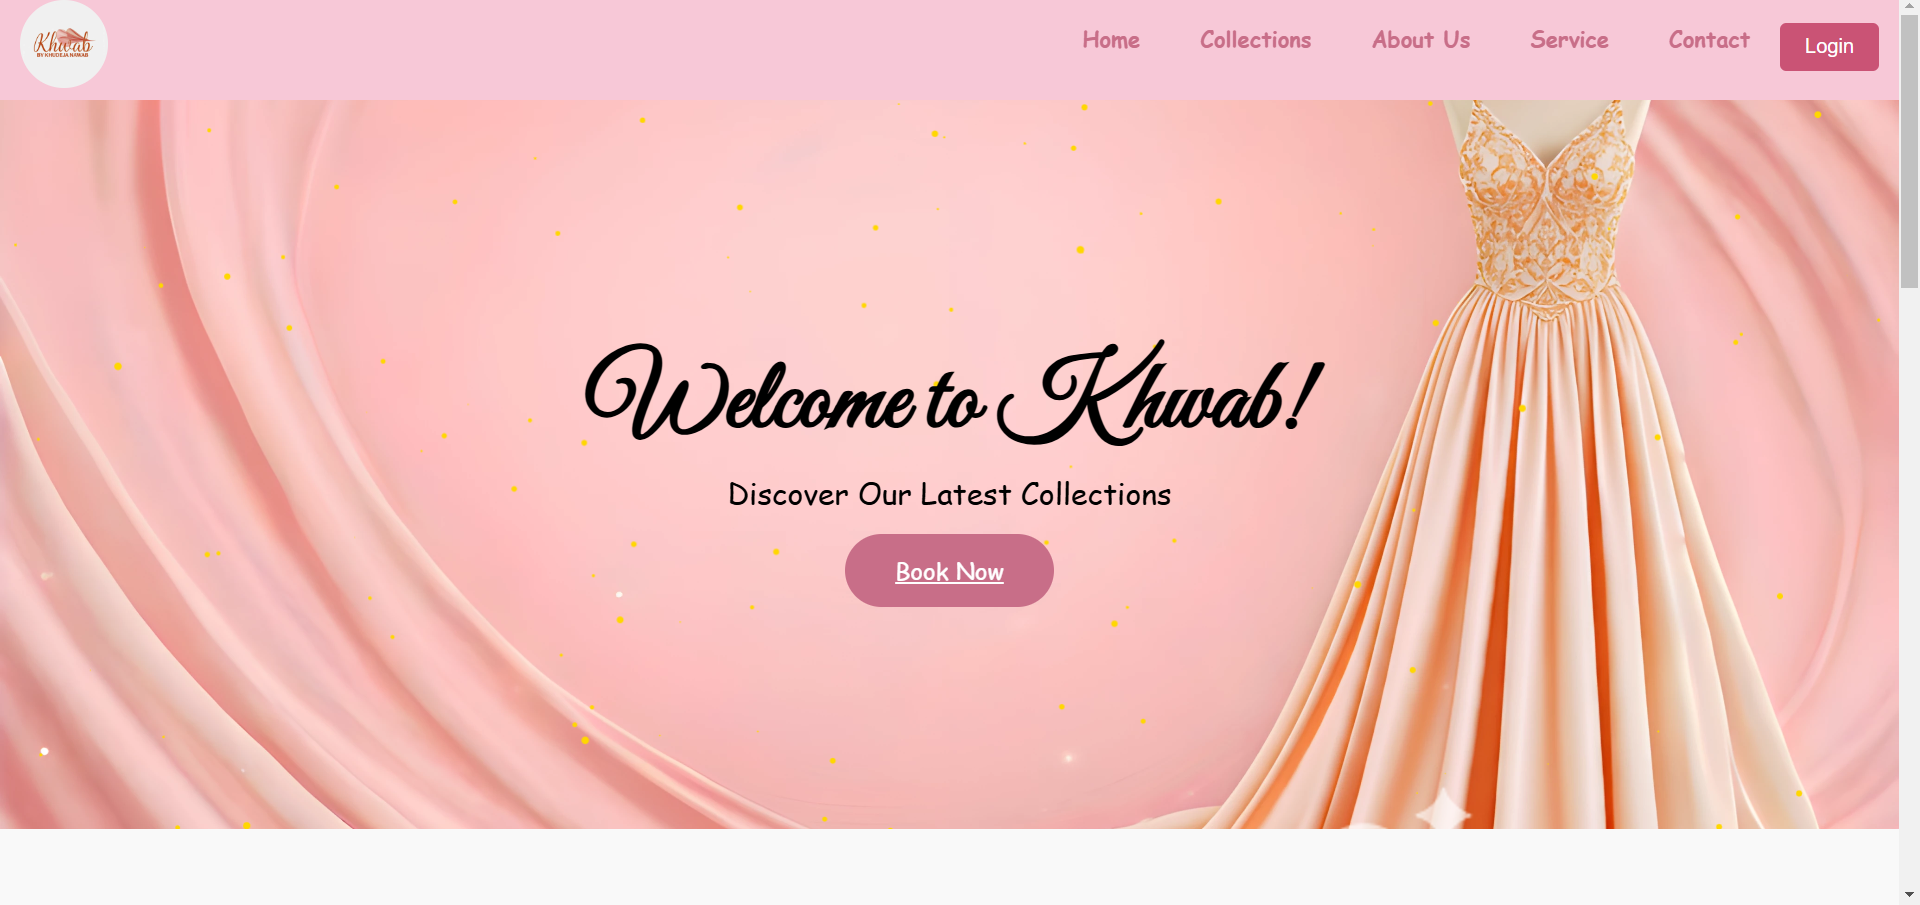 Khwab
BY KHUDEJA NAWAB
Home
Collections
About Us
Service
Contact
Login
Welcome to Khwab!
Discover Our Latest Collections
Book Now